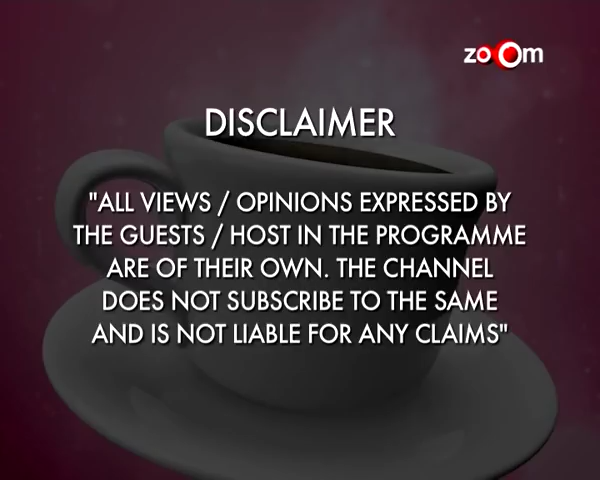 zoOm
DISCLAIMER
"ALL VIEWS / OPINIONS EXPRESSED BY
THE GUESTS / HOST IN THE PROGRAMME
ARE OF THEIR OWN. THE CHANNEL
DOES NOT SUBSCRIBE TO THE SAME
AND IS NOT LIABLE FOR ANY CLAIMS"